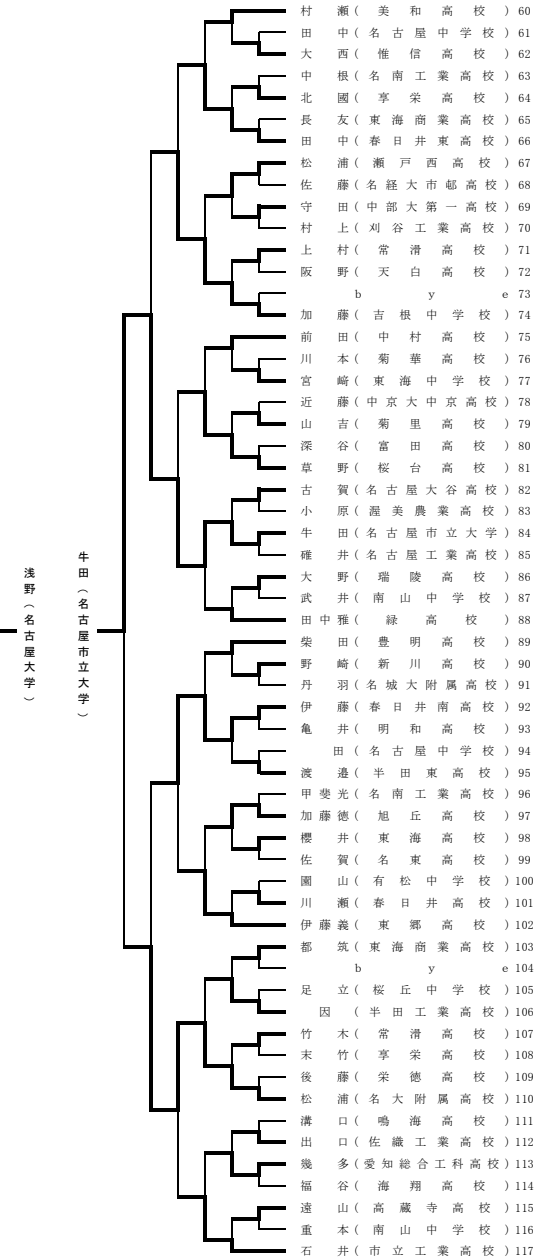 村瀬（美和高校）60
田中（名古屋中学校）61
大西（惟信高校）62
中根（名南工業高校）63
北國（享栄高校）64
長友（東海商業高校）65
田中（春日井東高校）66
松浦（瀬戸西高校）67
佐藤（名経大市邨高校）68
守田（中部大第一高校）69
村上（刈谷工業高校）70
上村（常滑高校）71
阪野（天白高校）72
bye 73
加藤（吉根中学校）74
前田（中村高校）75
川本（菊華高校）76
宮﨑（東海中学校）77
近藤（中京大中京高校）78
山吉（菊里高校）79
深谷（富田高校）80
草野（桜台高校）81
古賀（名古屋大谷高校）82
小原（渥美農業高校）83
牛田（名古屋市立大学）84
碓井（名古屋工業高校）85
大野（瑞陵高校）86
武井（南山中学校）87
田中雅（緑高校）88
柴田（豊明高校）89
野崎（新川高校）90
丹羽（名城大附属高校）91
伊藤（春日井南高校）92
亀井（明和高校）93
田（名古屋中学校）94
渡邉（半田東高校）95
甲斐光（名南工業高校）96
加藤徳（旭丘高校）97
櫻井（東海高校）98
佐賀（名東高校）99
園山（有松中学校）100
川瀬（春日井高校）101
伊藤義（東郷高校）102
都筑（東海商業高校）103
bye 104
足立（桜丘中学校）105
因（半田工業高校）106
竹木（常滑高校）107
末竹（享栄高校）108
後藤（栄徳高校）109
松浦（名大附属高校）110
溝口（鳴海高校）111
出口（佐織工業高校）112
幾多（愛知総合工科高校）113
福谷（海翔高校）114
遠山（高蔵寺高校）115
重本（南山中学校）116
石井（市立工業高校）117
牛田（名古屋市立大学）
浅野（名古屋大学）